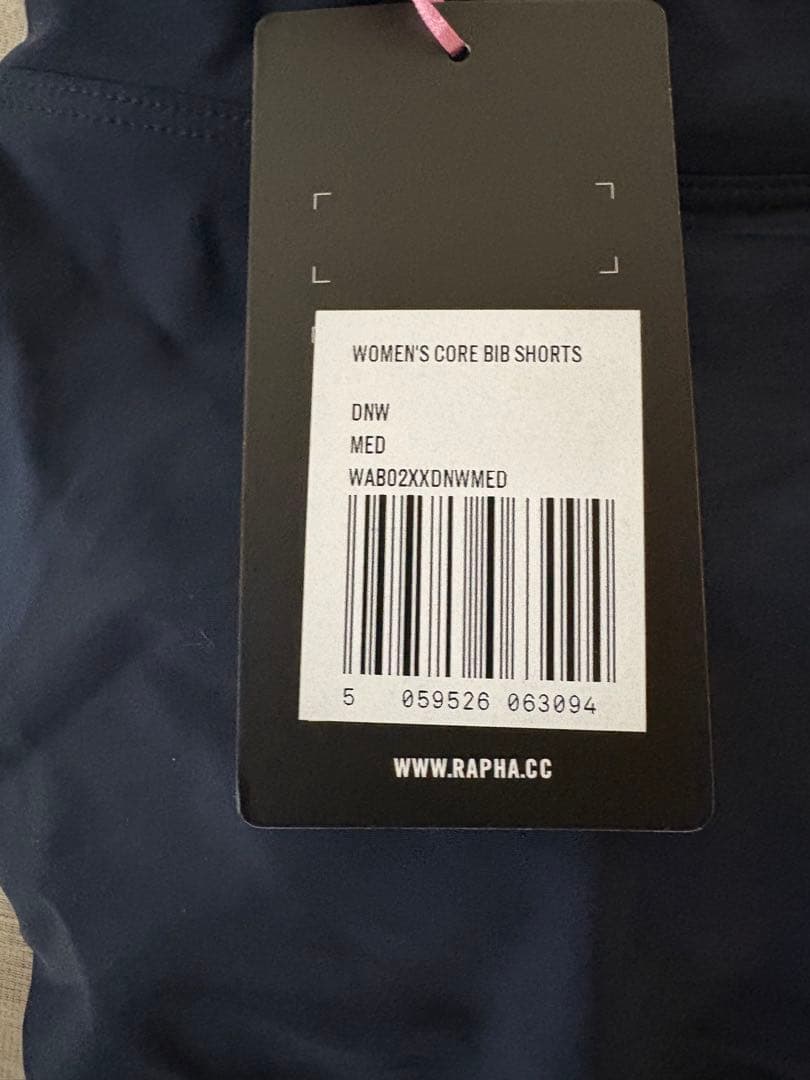 WOMEN'S CORE BIB SHORTS
DNW
MED
WAB02XXDNWMED
5 059526 063094
WWW.RAPHA.CC